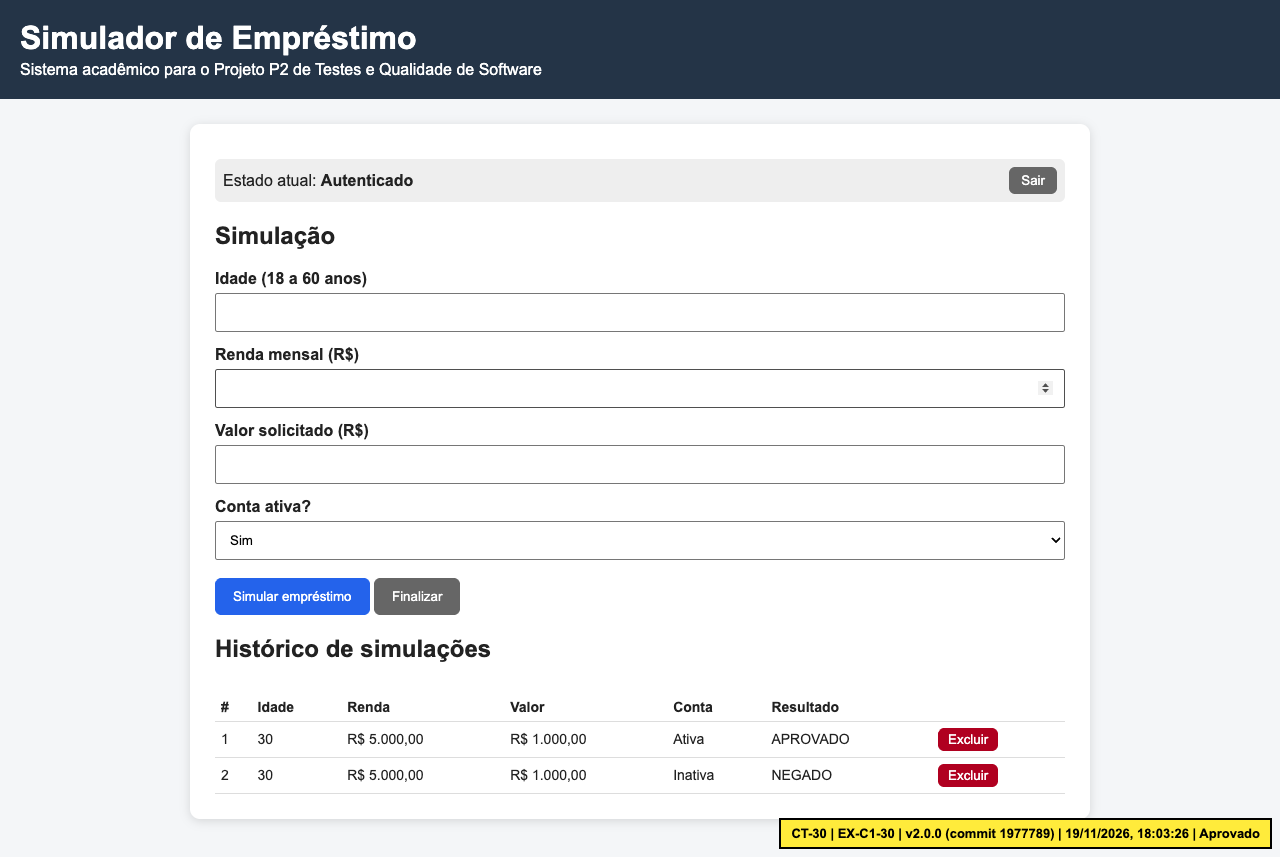 Simulador de Empréstimo
Sistema acadêmico para o Projeto P2 de Testes e Qualidade de Software
Estado atual: Autenticado
Sair
Simulação
Idade (18 a 60 anos)
Renda mensal (R$)
Valor solicitado (R$)
Conta ativa?
Sim
Simular empréstimo Finalizar
Histórico de simulações
# Idade Renda Valor Conta Resultado
1 30 R$ 5.000,00 R$ 1.000,00 Ativa APROVADO Excluir
2 30 R$ 5.000,00 R$ 1.000,00 Inativa NEGADO Excluir
CT-30 | EX-C1-30 | v2.0.0 (commit 1977789) | 19/11/2026, 18:03:26 | Aprovado